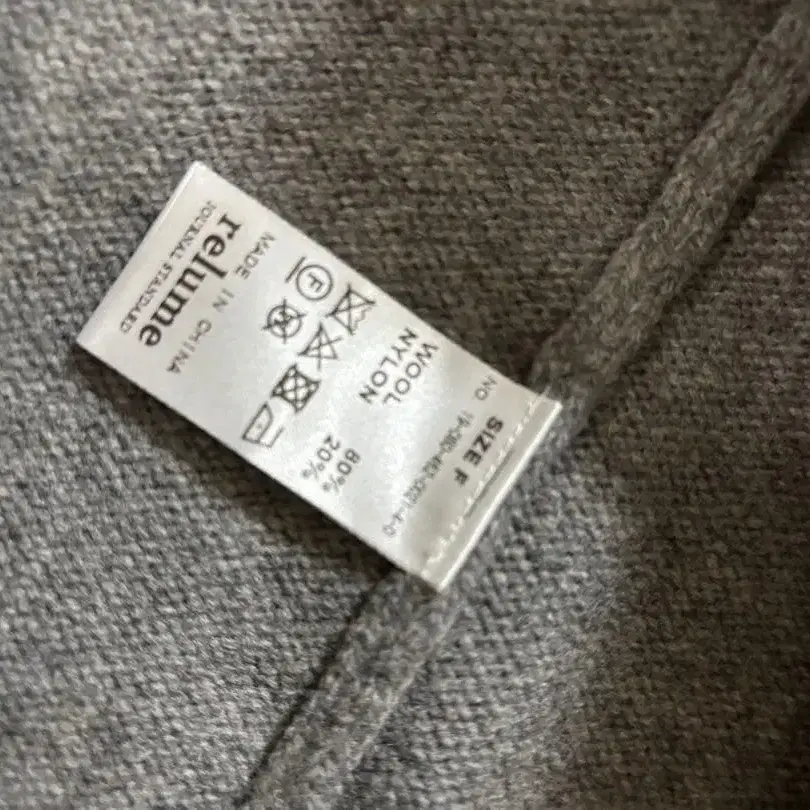 SIZE F
WOOL 80%
NYLON 20%
F
MADE IN CHINA
relume
JOURNAL STANDARD